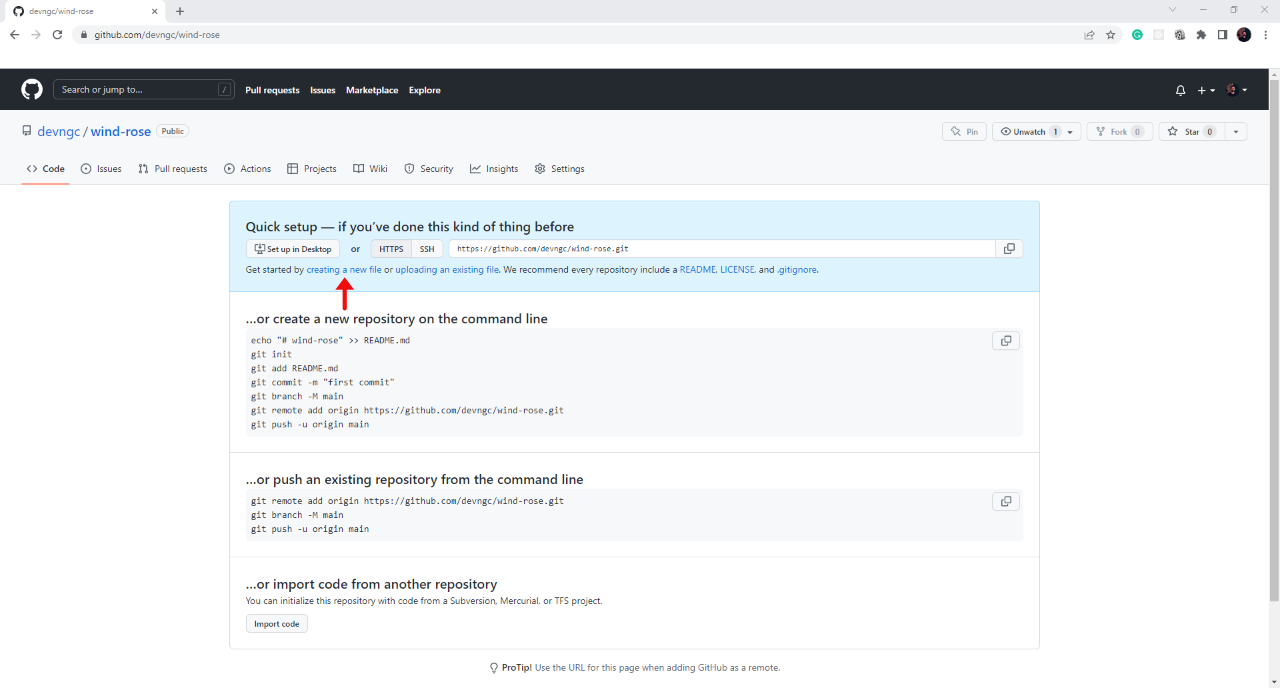 devngc/wind-rose
github.com/devngc/wind-rose
Search or jump to... / Pull requests Issues Marketplace Explore
devngc / wind-rose Public Pin Unwatch 1 Fork 0 Star 0
Code Issues Pull requests Actions Projects Wiki Security Insights Settings
Quick setup — if you’ve done this kind of thing before
Set up in Desktop or HTTPS SSH https://github.com/devngc/wind-rose.git
Get started by creating a new file or uploading an existing file. We recommend every repository include a README, LICENSE, and .gitignore.
…or create a new repository on the command line
echo "# wind-rose" >> README.md
git init
git add README.md
git commit -m "first commit"
git branch -M main
git remote add origin https://github.com/devngc/wind-rose.git
git push -u origin main
…or push an existing repository from the command line
git remote add origin https://github.com/devngc/wind-rose.git
git branch -M main
git push -u origin main
…or import code from another repository
You can initialize this repository with code from a Subversion, Mercurial, or TFS project.
Import code
ProTip! Use the URL for this page when adding GitHub as a remote.